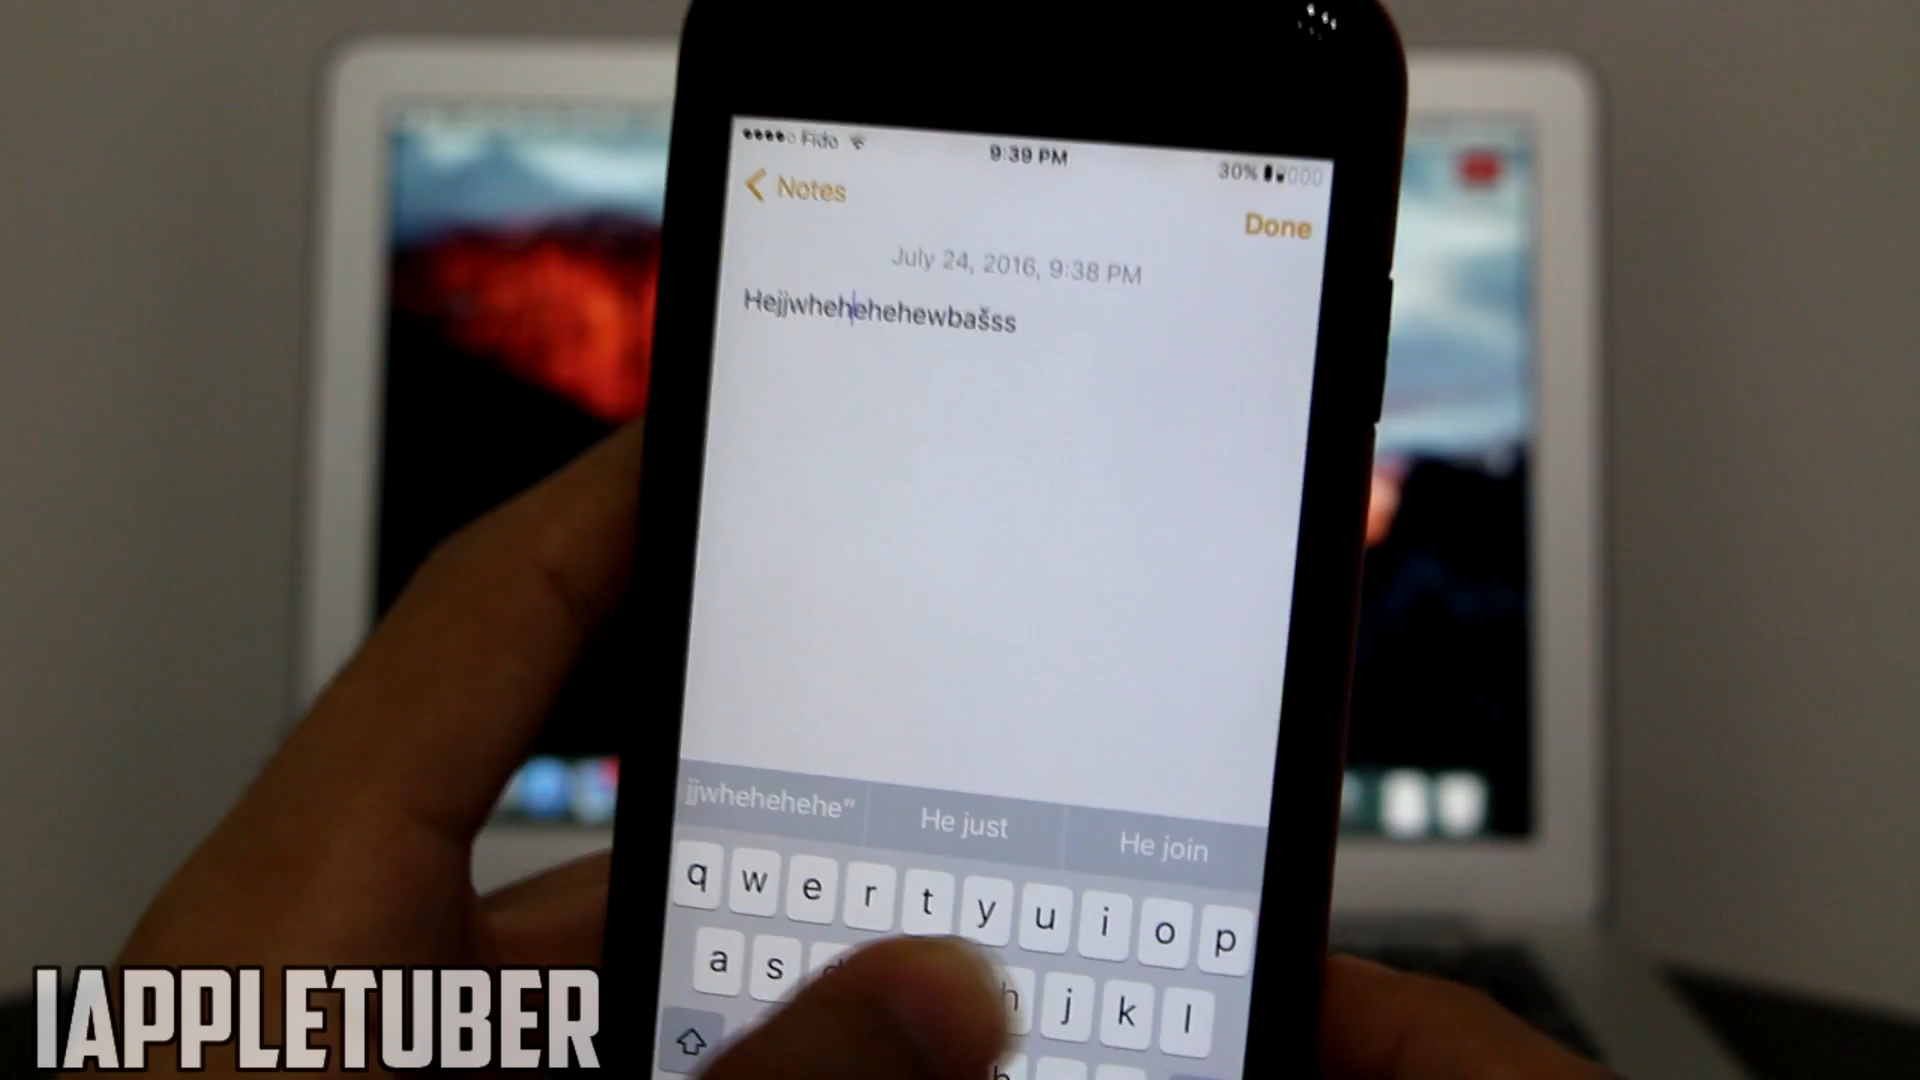 Fido 9:39 PM 30%
Notes
Done
July 24, 2016, 9:38 PM
Hejjwhehehehewbašss
jjwhehehehe" He just He join
q w e r t y u i o p
a s d h j k l
b
IAPPLETUBER